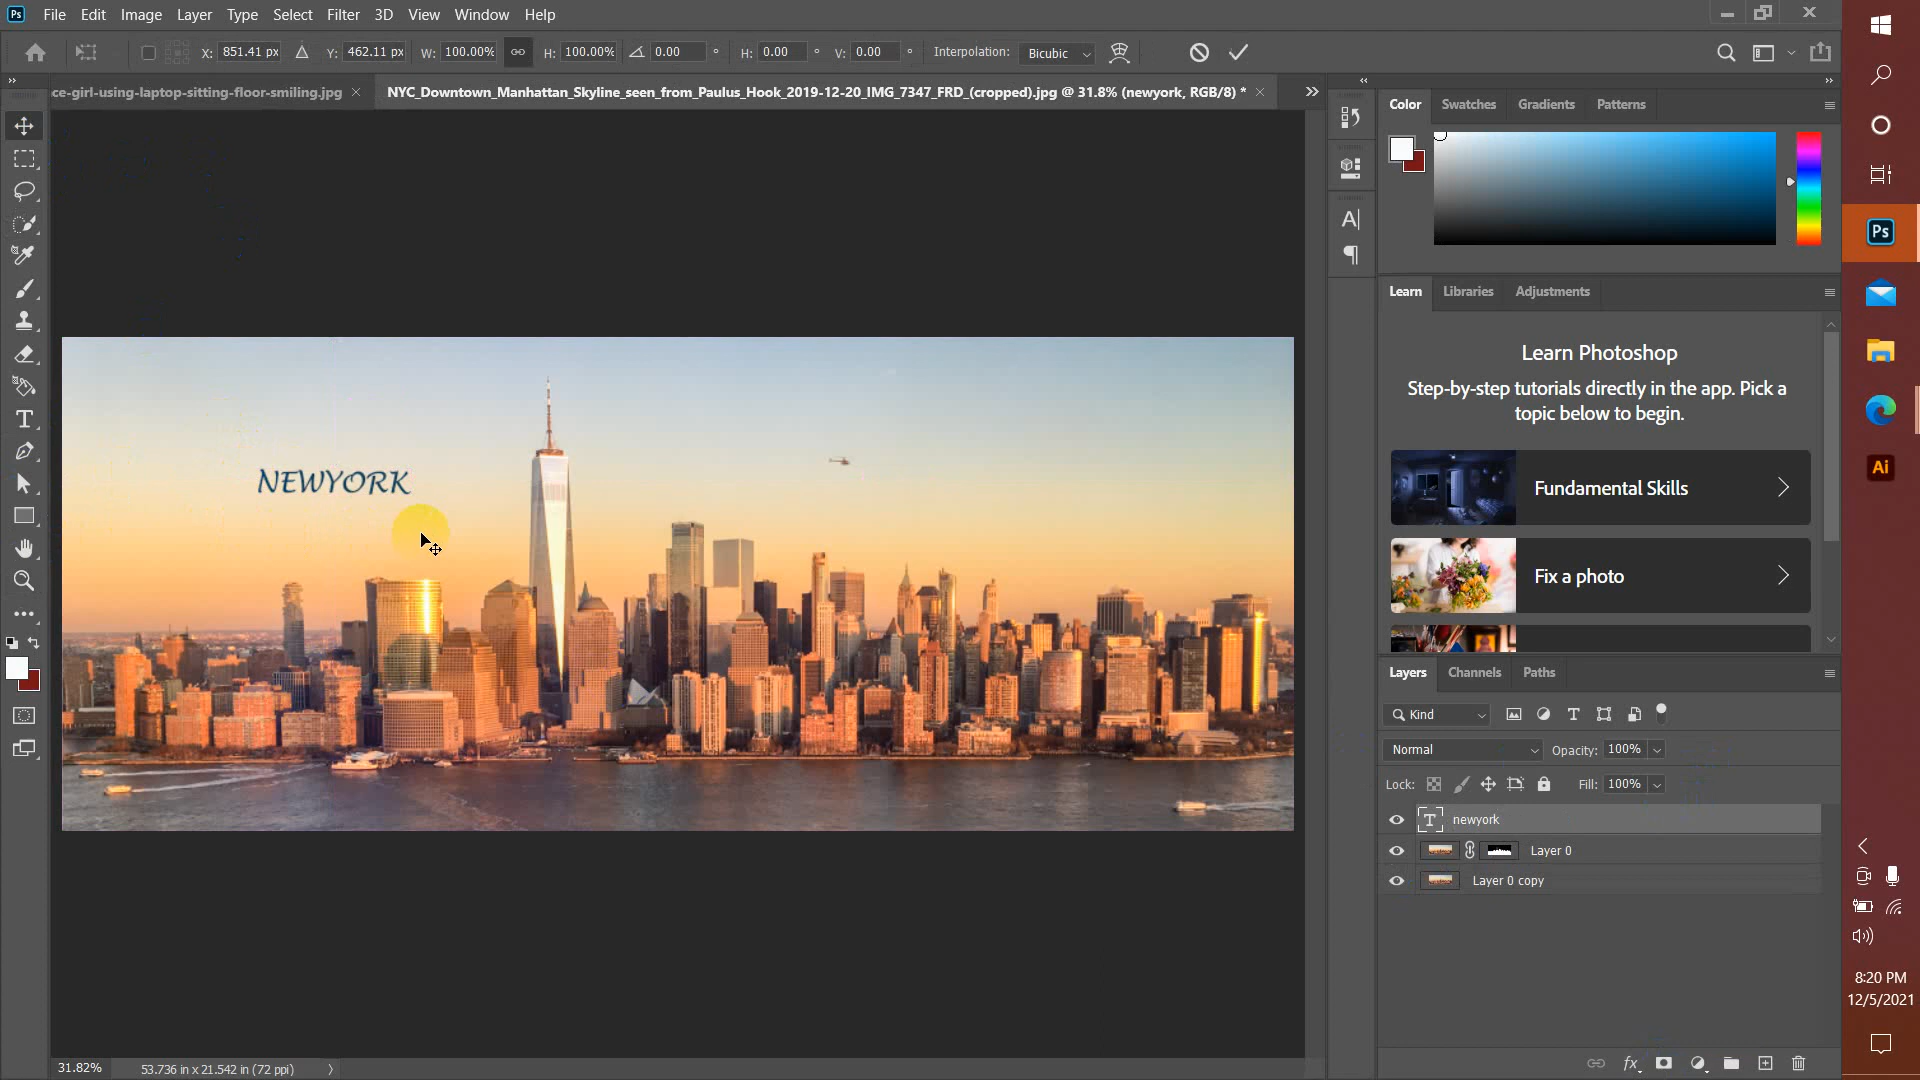 Ps File Edit Image Layer Type Select Filter 3D View Window Help
X: 851.41 px Y: 462.11 px W: 100.00% H: 100.00% 0.00 ° H: 0.00 ° V: 0.00 ° Interpolation: Bicubic
ce-girl-using-laptop-sitting-floor-smiling.jpg NYC_Downtown_Manhattan_Skyline_seen_from_Paulus_Hook_2019-12-20_IMG_7347_FRD_(cropped).jpg @ 31.8% (newyork, RGB/8) *
Color Swatches Gradients Patterns
Ps
Learn Libraries Adjustments
Learn Photoshop
Step-by-step tutorials directly in the app. Pick a
topic below to begin.
NEWYORK
Ai
Fundamental Skills
Fix a photo
Layers Channels Paths
Kind
Normal Opacity: 100%
Lock: Fill: 100%
newyork
Layer 0
Layer 0 copy
8:20 PM
12/5/2021
31.82% 53.736 in x 21.542 in (72 ppi)
fx